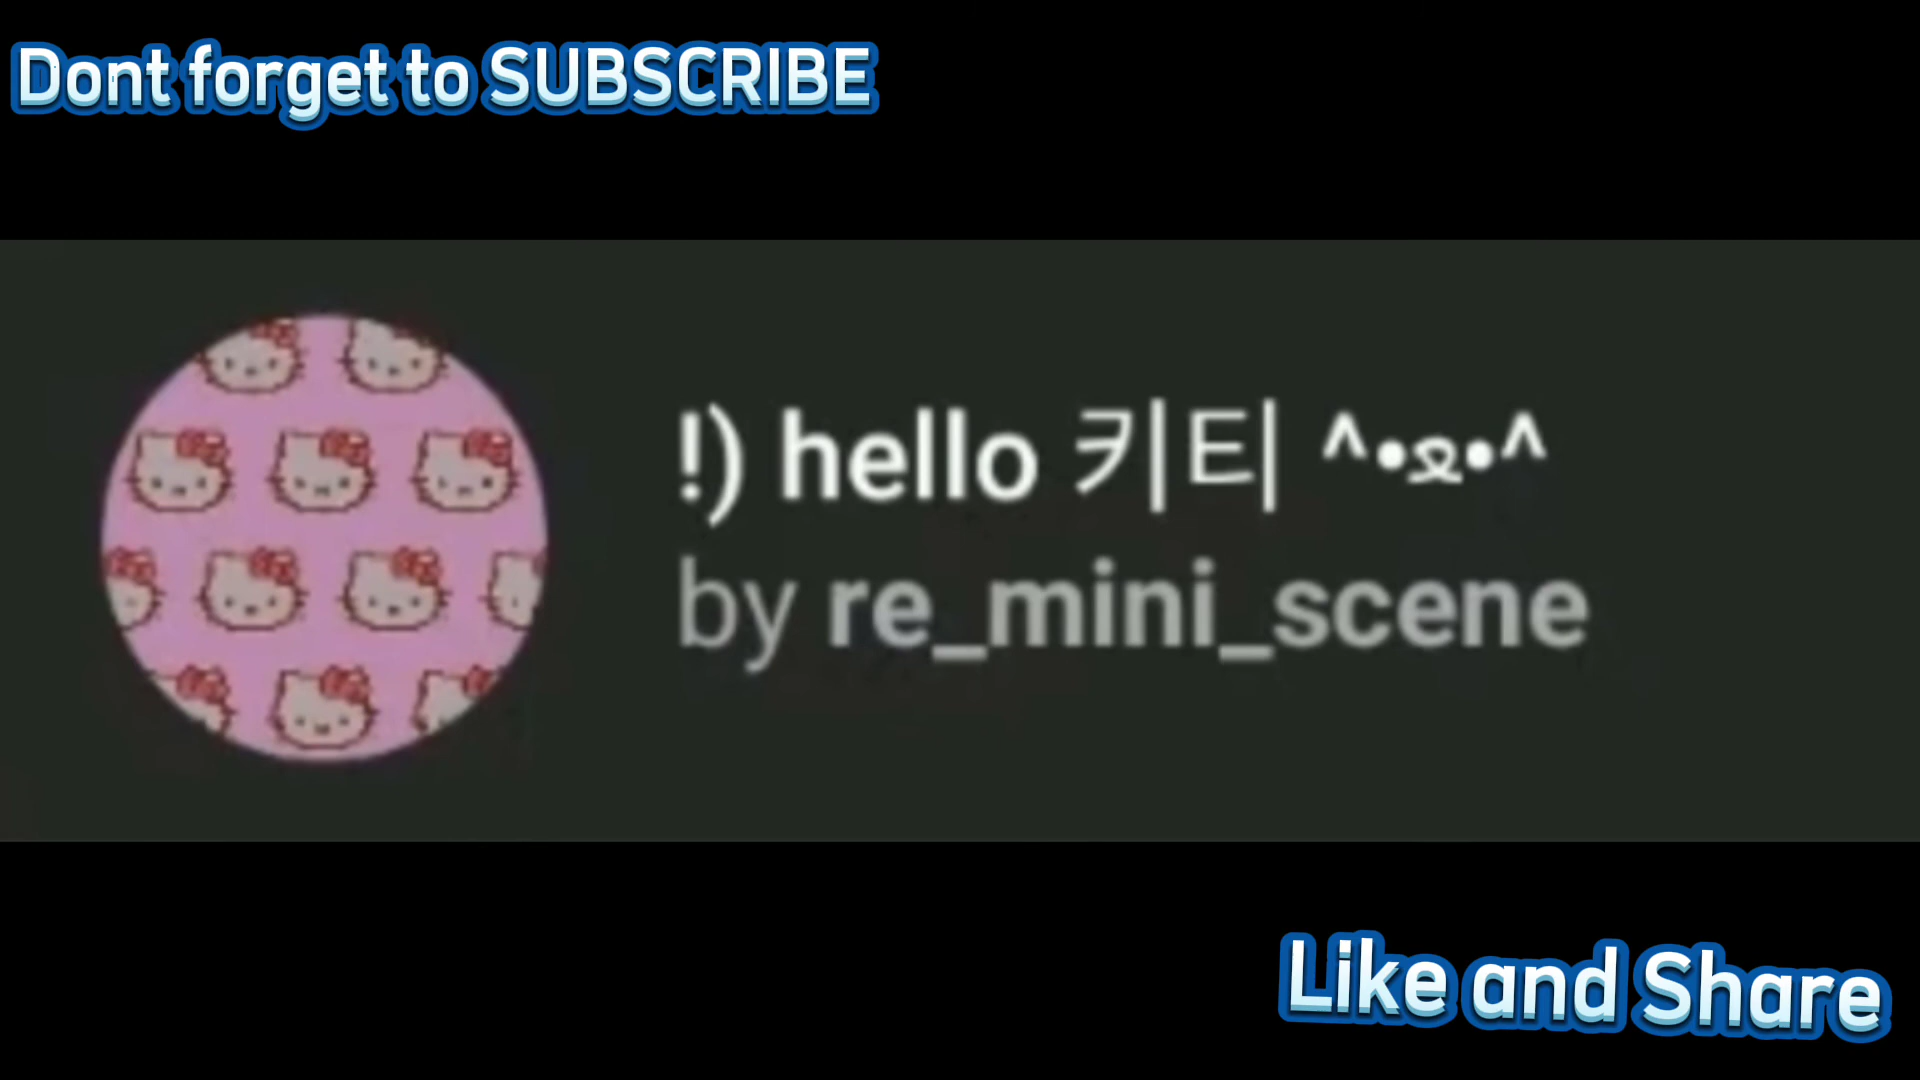 Dont forget to SUBSCRIBE
!) hello 키티 ^•ﻌ•^
by re_mini_scene
Like and Share